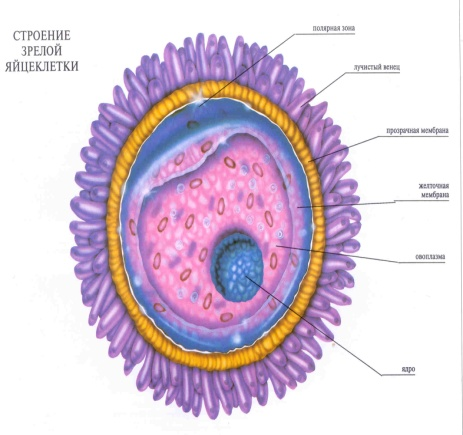 СТРОЕНИЕ
ЗРЕЛОЙ
ЯЙЦЕКЛЕТКИ
полярная зона
лучистый венец
прозрачная мембрана
желточная
мембрана
овоплазма
ядро